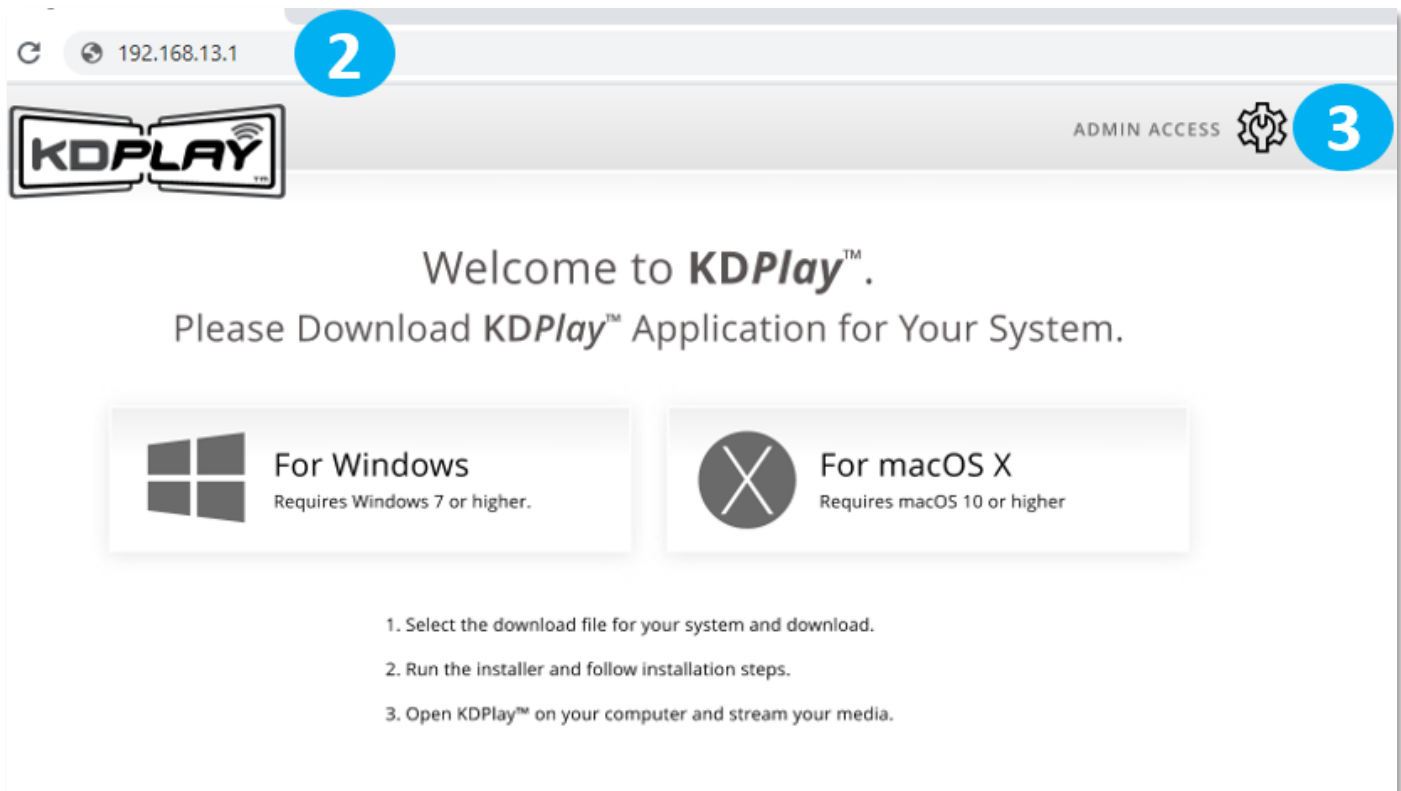 192.168.13.1
2
KDPLAY
TM
ADMIN ACCESS
3
Welcome to KDPlay™.
Please Download KDPlay™ Application for Your System.
For Windows
Requires Windows 7 or higher.
For macOS X
Requires macOS 10 or higher
1. Select the download file for your system and download.
2. Run the installer and follow installation steps.
3. Open KDPlay™ on your computer and stream your media.